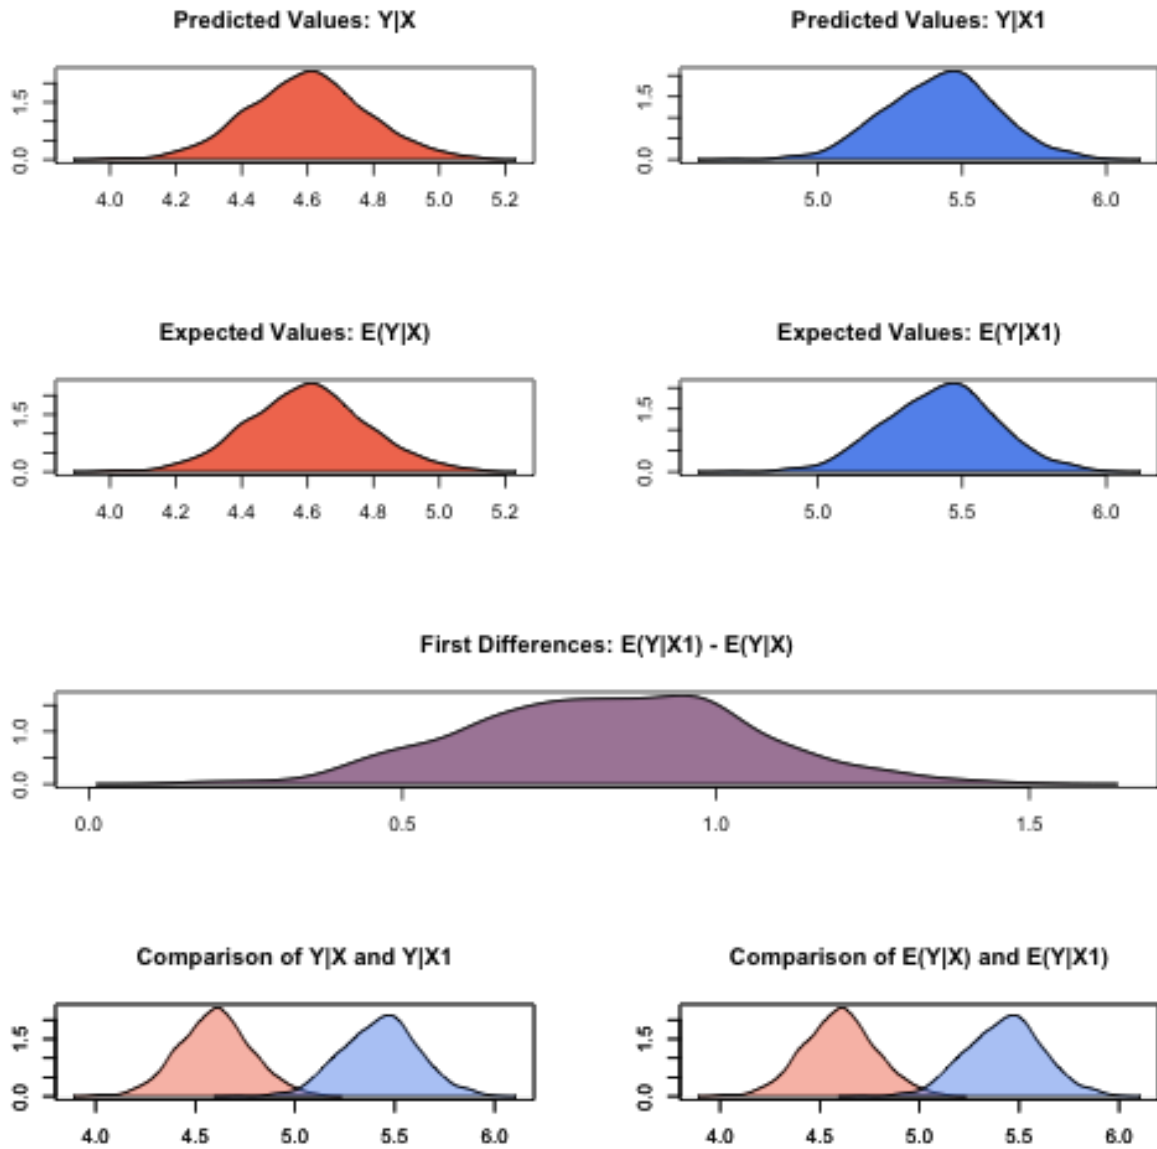 Predicted Values: Y|X
1.5
0.0
4.0 4.2 4.4 4.6 4.8 5.0 5.2
Predicted Values: Y|X1
1.5
0.0
5.0 5.5 6.0
Expected Values: E(Y|X)
1.5
0.0
4.0 4.2 4.4 4.6 4.8 5.0 5.2
Expected Values: E(Y|X1)
1.5
0.0
5.0 5.5 6.0
First Differences: E(Y|X1) - E(Y|X)
1.0
0.0
0.0 0.5 1.0 1.5
Comparison of Y|X and Y|X1
1.5
0.0
4.0 4.5 5.0 5.5 6.0
Comparison of E(Y|X) and E(Y|X1)
1.5
0.0
4.0 4.5 5.0 5.5 6.0